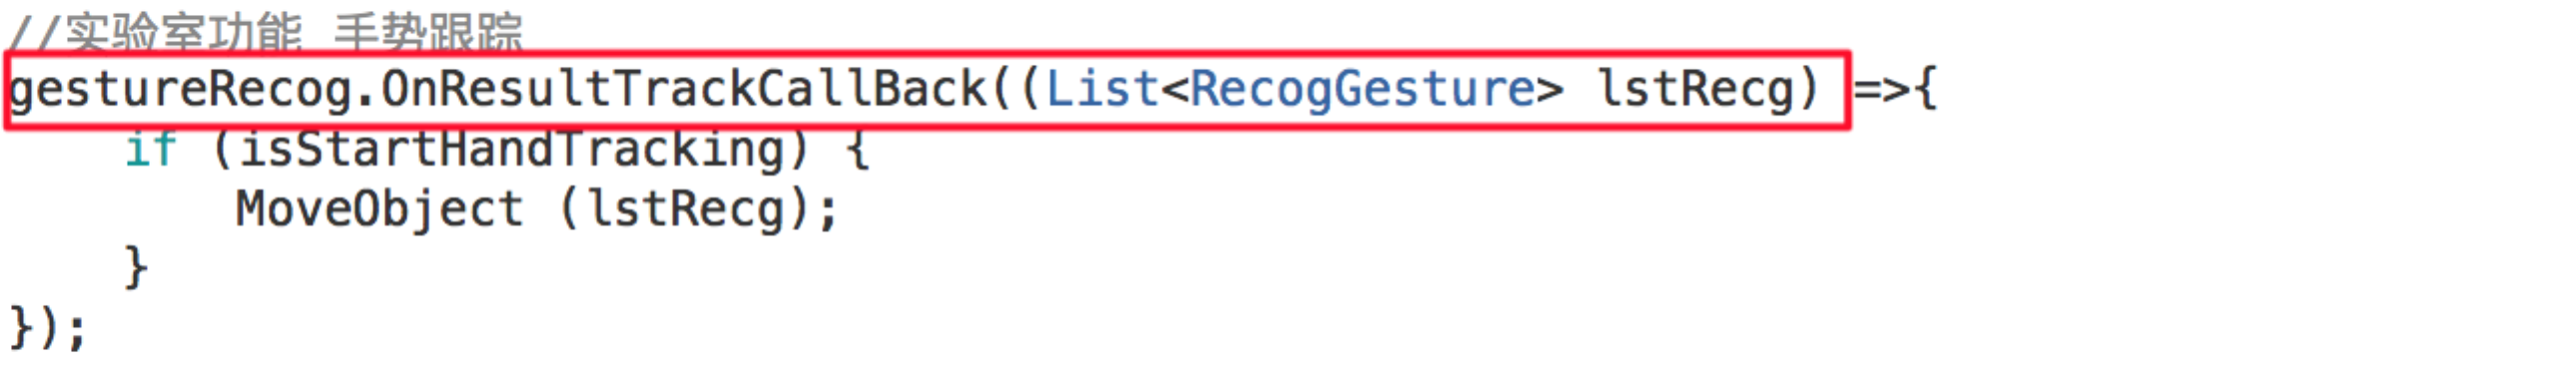 //实验室功能 手势跟踪
gestureRecog.OnResultTrackCallBack((List<RecogGesture> lstRecg) =>{
    if (isStartHandTracking) {
        MoveObject (lstRecg);
    }
});